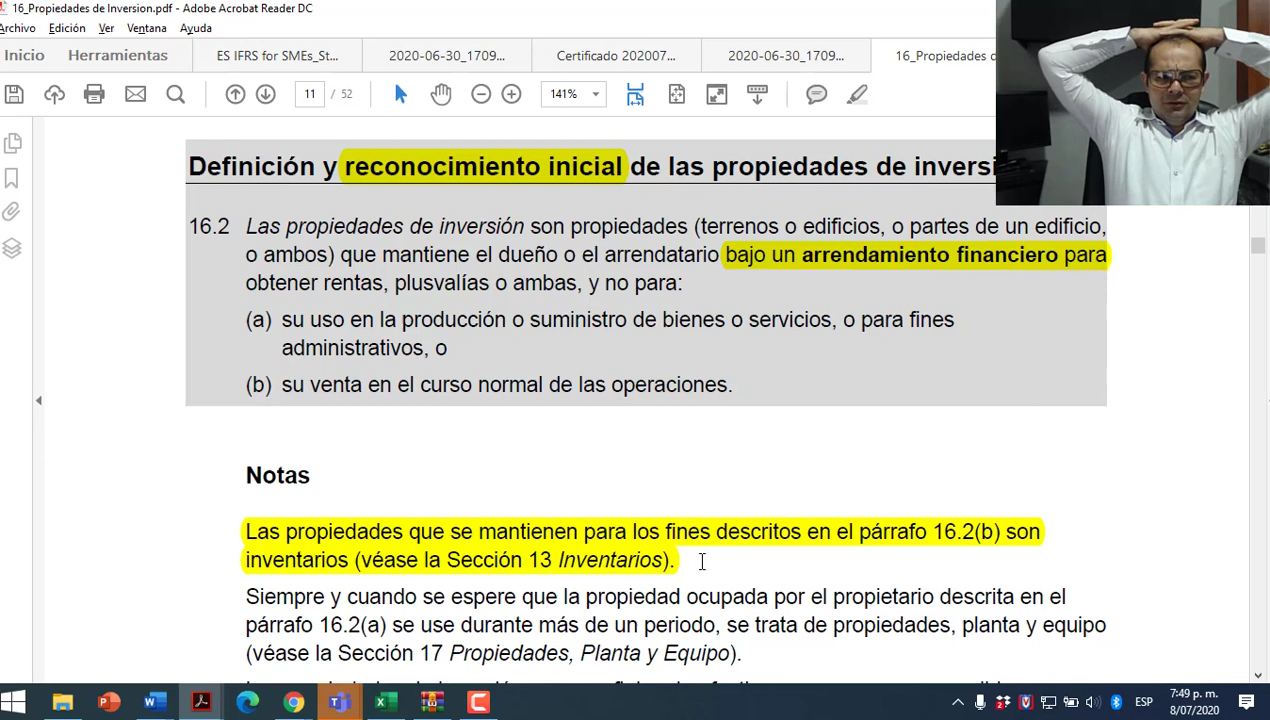 16_Propiedades de Inversion.pdf - Adobe Acrobat Reader DC
Archivo Edición Ver Ventana Ayuda
Inicio Herramientas ES IFRS for SMEs_St... 2020-06-30_1709... Certificado 202007... 2020-06-30_1709... 16_Propiedades
11 / 52 141%
Definición y reconocimiento inicial de las propiedades de
16.2 Las propiedades de inversión son propiedades (terrenos o edificios, o partes de un edificio,
o ambos) que mantiene el dueño o el arrendatario bajo un arrendamiento financiero para
obtener rentas, plusvalías o ambas, y no para:
(a) su uso en la producción o suministro de bienes o servicios, o para fines
administrativos, o
(b) su venta en el curso normal de las operaciones.
Notas
Las propiedades que se mantienen para los fines descritos en el párrafo 16.2(b) son
inventarios (véase la Sección 13 Inventarios).
Siempre y cuando se espere que la propiedad ocupada por el propietario descrita en el
párrafo 16.2(a) se use durante más de un periodo, se trata de propiedades, planta y equipo
(véase la Sección 17 Propiedades, Planta y Equipo).
ESP 7:49 p. m.
8/07/2020